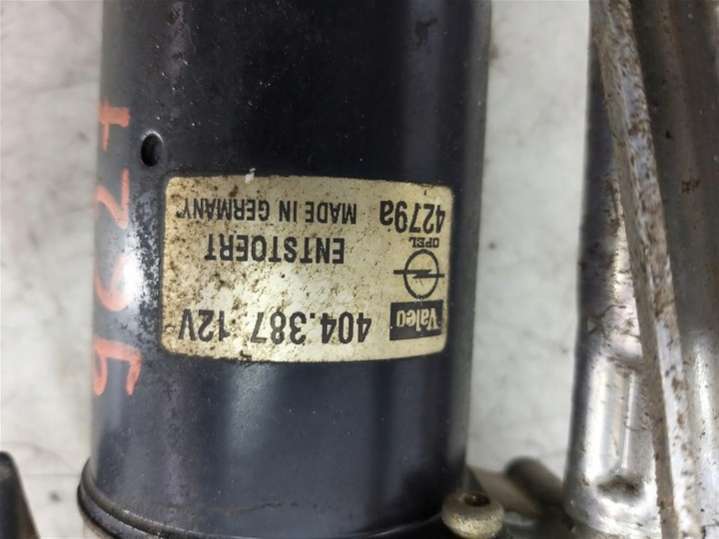 Valeo 404.387 12V
OPEL ENTSTOERT
4279a MADE IN GERMANY